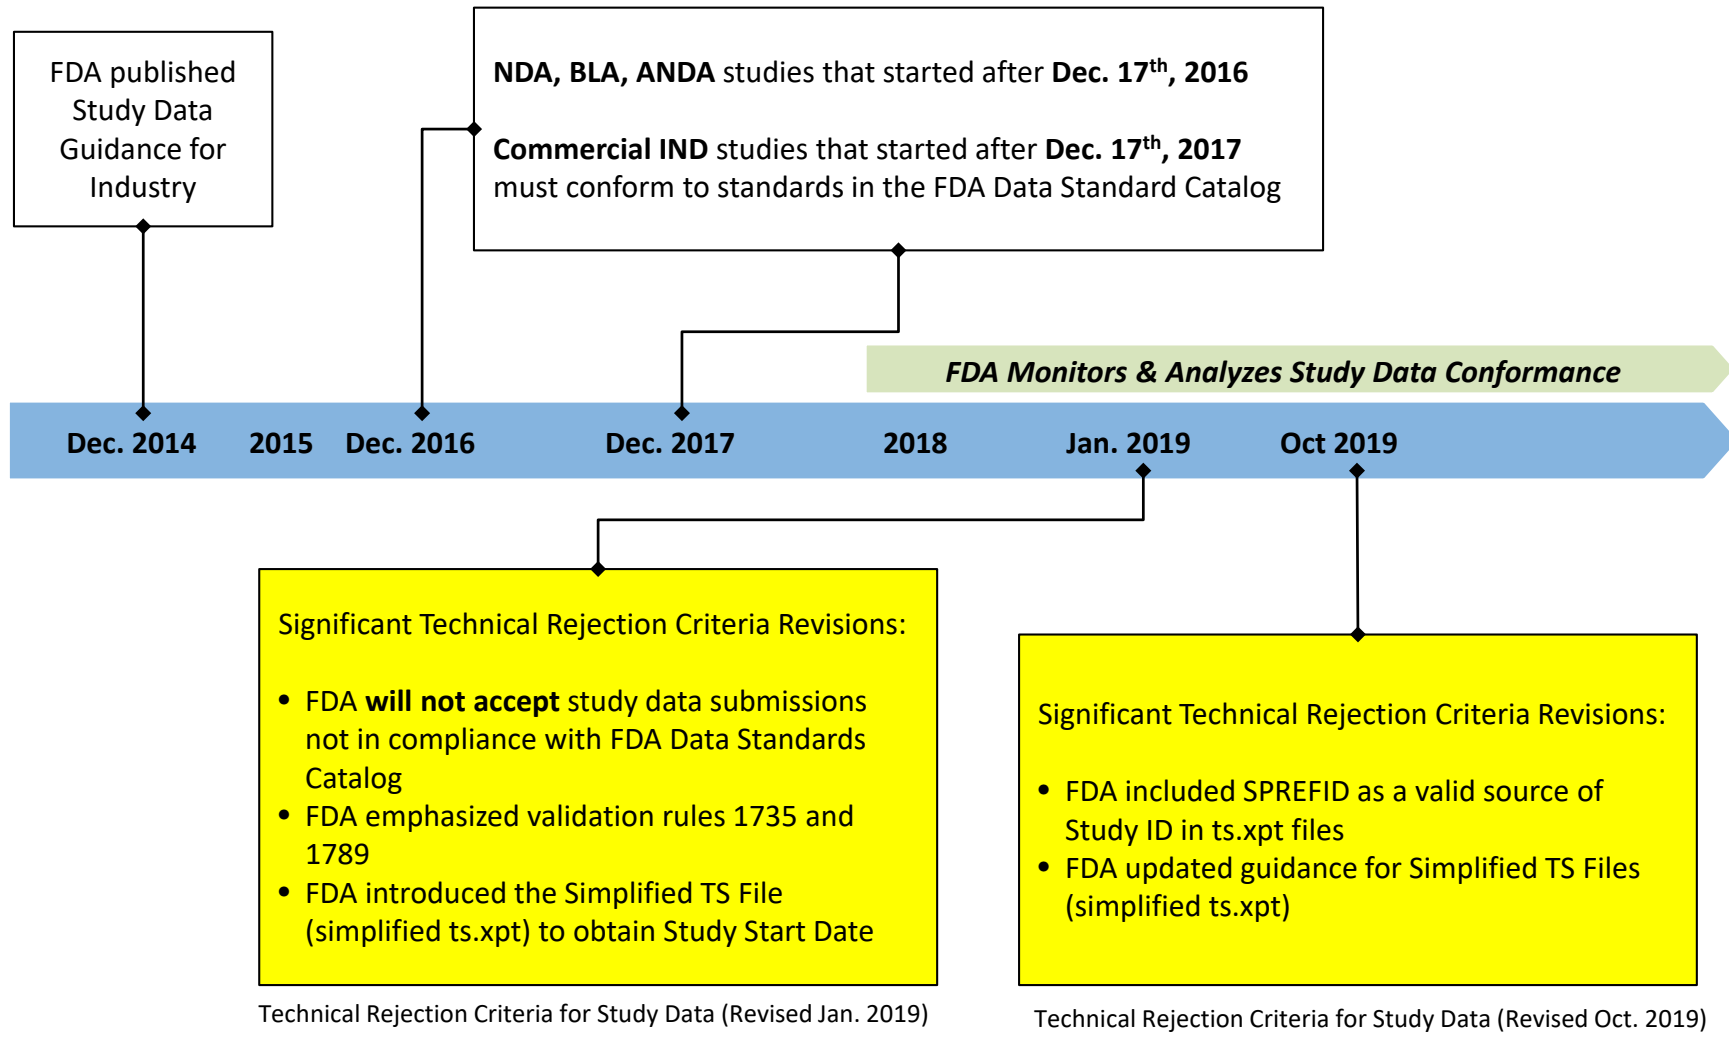 FDA published
Study Data
Guidance for
Industry
NDA, BLA, ANDA studies that started after Dec. 17th, 2016
Commercial IND studies that started after Dec. 17th, 2017
must conform to standards in the FDA Data Standard Catalog
FDA Monitors & Analyzes Study Data Conformance
Dec. 2014 2015 Dec. 2016 Dec. 2017 2018 Jan. 2019 Oct 2019
Significant Technical Rejection Criteria Revisions:
• FDA will not accept study data submissions
not in compliance with FDA Data Standards
Catalog
• FDA emphasized validation rules 1735 and
1789
• FDA introduced the Simplified TS File
(simplified ts.xpt) to obtain Study Start Date
Technical Rejection Criteria for Study Data (Revised Jan. 2019)
Significant Technical Rejection Criteria Revisions:
• FDA included SPREFID as a valid source of
Study ID in ts.xpt files
• FDA updated guidance for Simplified TS Files
(simplified ts.xpt)
Technical Rejection Criteria for Study Data (Revised Oct. 2019)